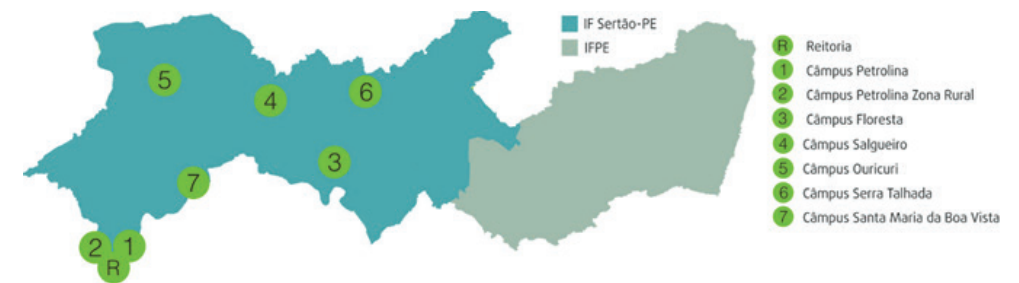 IF Sertão-PE
IFPE
R Reitoria
1 Câmpus Petrolina
2 Câmpus Petrolina Zona Rural
3 Câmpus Floresta
4 Câmpus Salgueiro
5 Câmpus Ouricuri
6 Câmpus Serra Talhada
7 Câmpus Santa Maria da Boa Vista
5
4
6
3
7
2
1
R